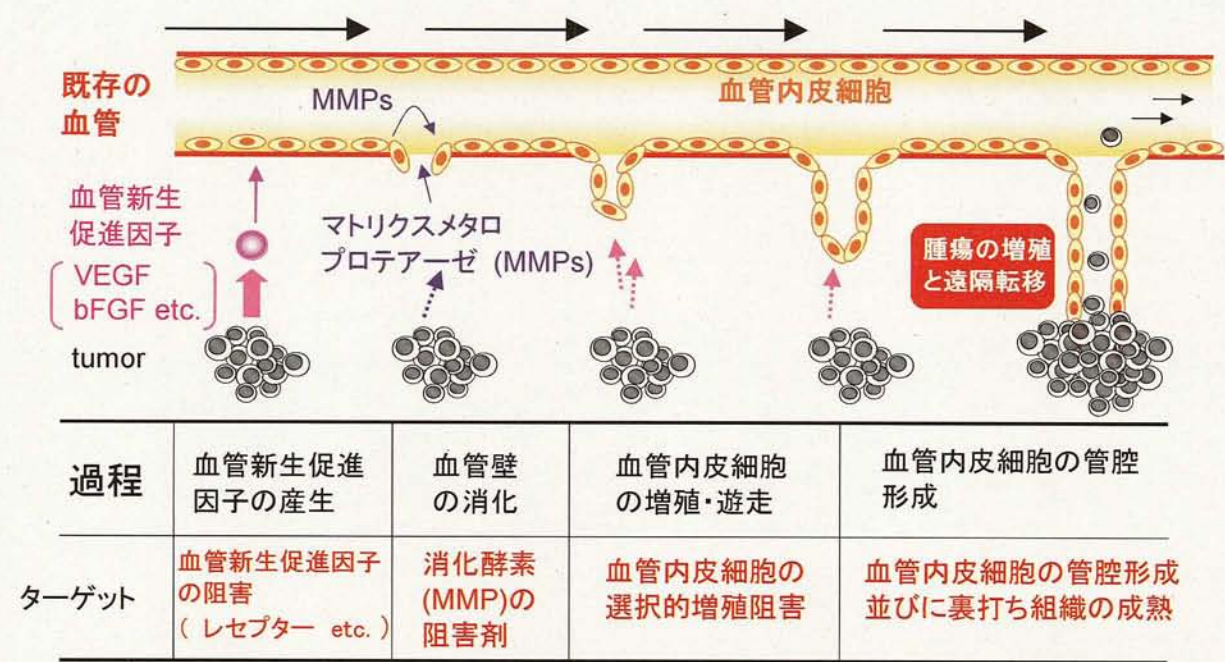 既存の
血管
MMPs
血管内皮細胞
血管新生
促進因子
VEGF
bFGF etc.
マトリクスメタロ
プロテアーゼ (MMPs)
腫瘍の増殖
と遠隔転移
tumor
過程
血管新生促進
因子の産生
血管壁
の消化
血管内皮細胞
の増殖・遊走
血管内皮細胞の管腔
形成
ターゲット
血管新生促進因子
の阻害
( レセプター etc. )
消化酵素
(MMP)の
阻害剤
血管内皮細胞の
選択的増殖阻害
血管内皮細胞の管腔形成
並びに裏打ち組織の成熟